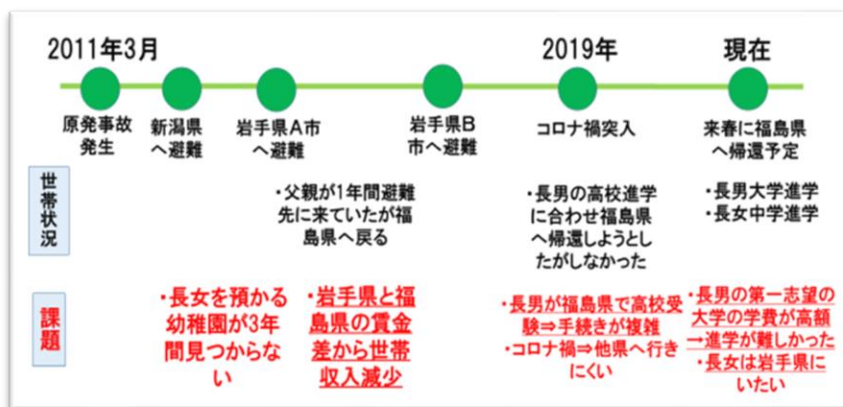 2011年3月
2019年
現在
原発事故
発生
新潟県
へ避難
岩手県A市
へ避難
岩手県B
市へ避難
コロナ禍突入
来春に福島県
へ帰還予定
世帯状況
・父親が1年間避難
先に来ていたが福
島県へ戻る
・長男の高校進学
に合わせ福島県
へ帰還しようとし
たがしなかった
・長男大学進学
・長女中学進学
課題
・長女を預かる
幼稚園が3年
間見つからな
い
・岩手県と福
島県の賃金
差から世帯
収入減少
・長男が福島県で高校受
験⇒手続きが複雑
・コロナ禍⇒他県へ行き
にくい
・長男の第一志望の
大学の学費が高額
→進学が難しかった
・長女は岩手県に
いたい